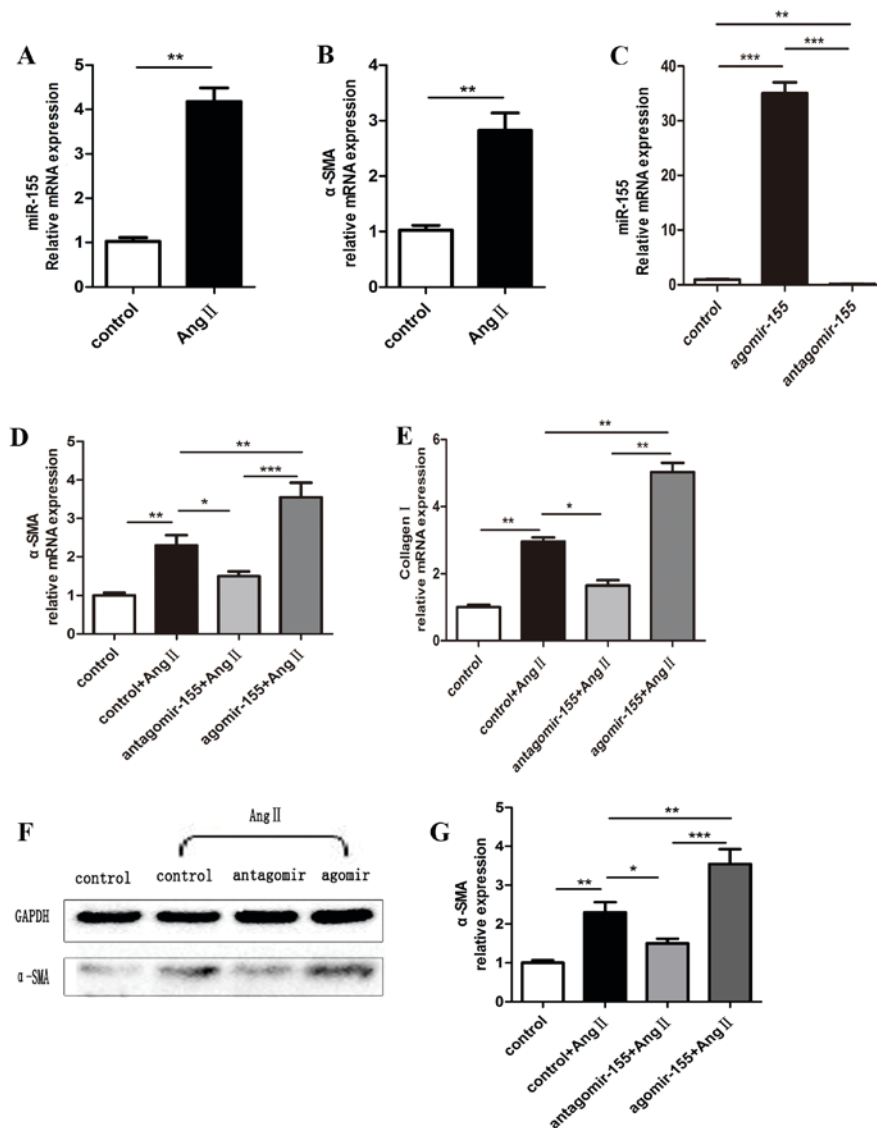 A
miR-155
Relative mRNA expression
5
4
3
2
1
0
**
control
Ang Ⅱ
B
α-SMA
relative mRNA expression
4
3
2
1
0
**
control
Ang Ⅱ
C
miR-155
Relative mRNA expression
40
30
20
10
0
**
***
***
control
agomir-155
antagomir-155
D
α-SMA
relative mRNA expression
5
4
3
2
1
0
**
**
*
***
control
control+Ang Ⅱ
antagomir-155+Ang Ⅱ
agomir-155+Ang Ⅱ
E
Collagen I
relative mRNA expression
6
4
2
0
**
**
**
*
control
control+Ang Ⅱ
antagomir-155+Ang Ⅱ
agomir-155+Ang Ⅱ
F
Ang Ⅱ
control control antagomir agomir
GAPDH
α-SMA
G
α-SMA
relative expression
5
4
3
2
1
0
**
***
**
*
control
control+Ang Ⅱ
antagomir-155+Ang Ⅱ
agomir-155+Ang Ⅱ